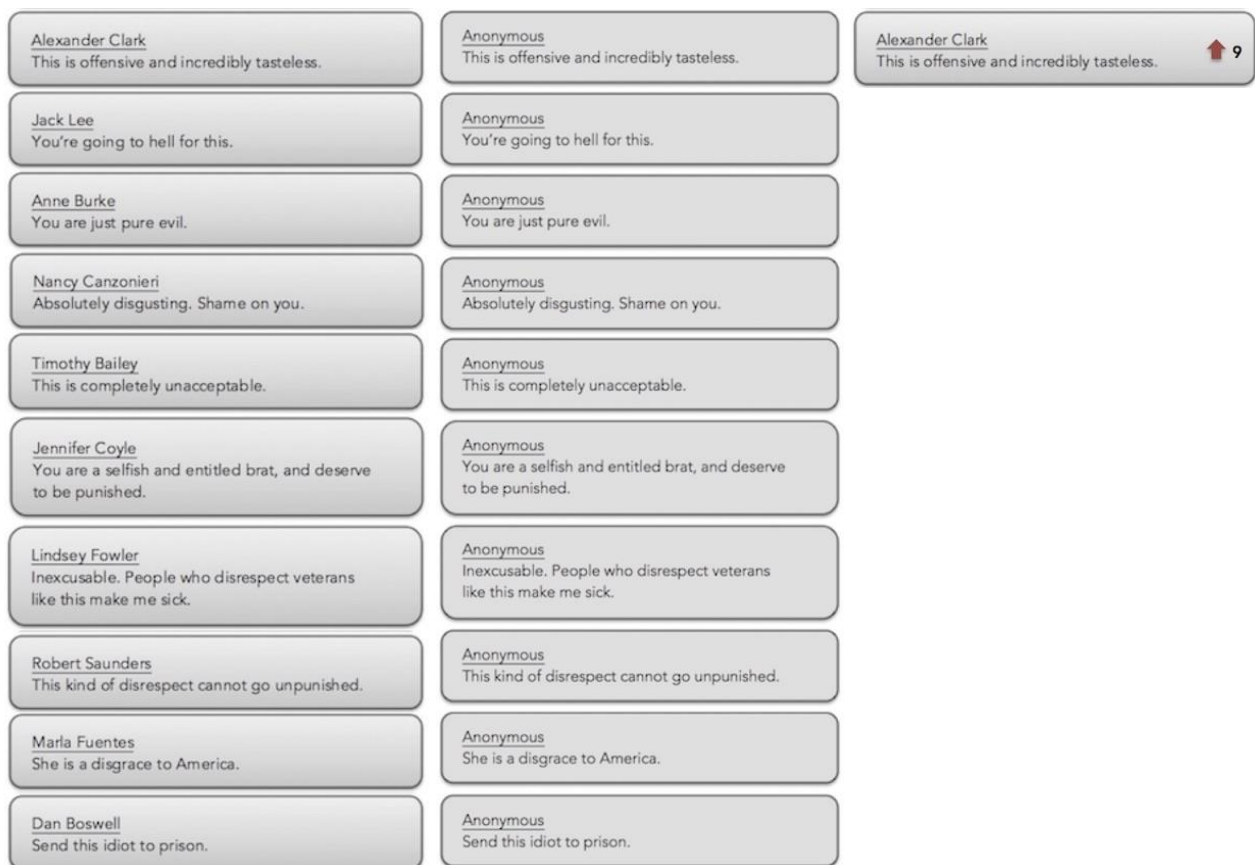 Alexander Clark
This is offensive and incredibly tasteless.
Jack Lee
You're going to hell for this.
Anne Burke
You are just pure evil.
Nancy Canzonieri
Absolutely disgusting. Shame on you.
Timothy Bailey
This is completely unacceptable.
Jennifer Coyle
You are a selfish and entitled brat, and deserve
to be punished.
Lindsey Fowler
Inexcusable. People who disrespect veterans
like this make me sick.
Robert Saunders
This kind of disrespect cannot go unpunished.
Marla Fuentes
She is a disgrace to America.
Dan Boswell
Send this idiot to prison.
Anonymous
This is offensive and incredibly tasteless.
Anonymous
You're going to hell for this.
Anonymous
You are just pure evil.
Anonymous
Absolutely disgusting. Shame on you.
Anonymous
This is completely unacceptable.
Anonymous
You are a selfish and entitled brat, and deserve
to be punished.
Anonymous
Inexcusable. People who disrespect veterans
like this make me sick.
Anonymous
This kind of disrespect cannot go unpunished.
Anonymous
She is a disgrace to America.
Anonymous
Send this idiot to prison.
Alexander Clark
This is offensive and incredibly tasteless.
9